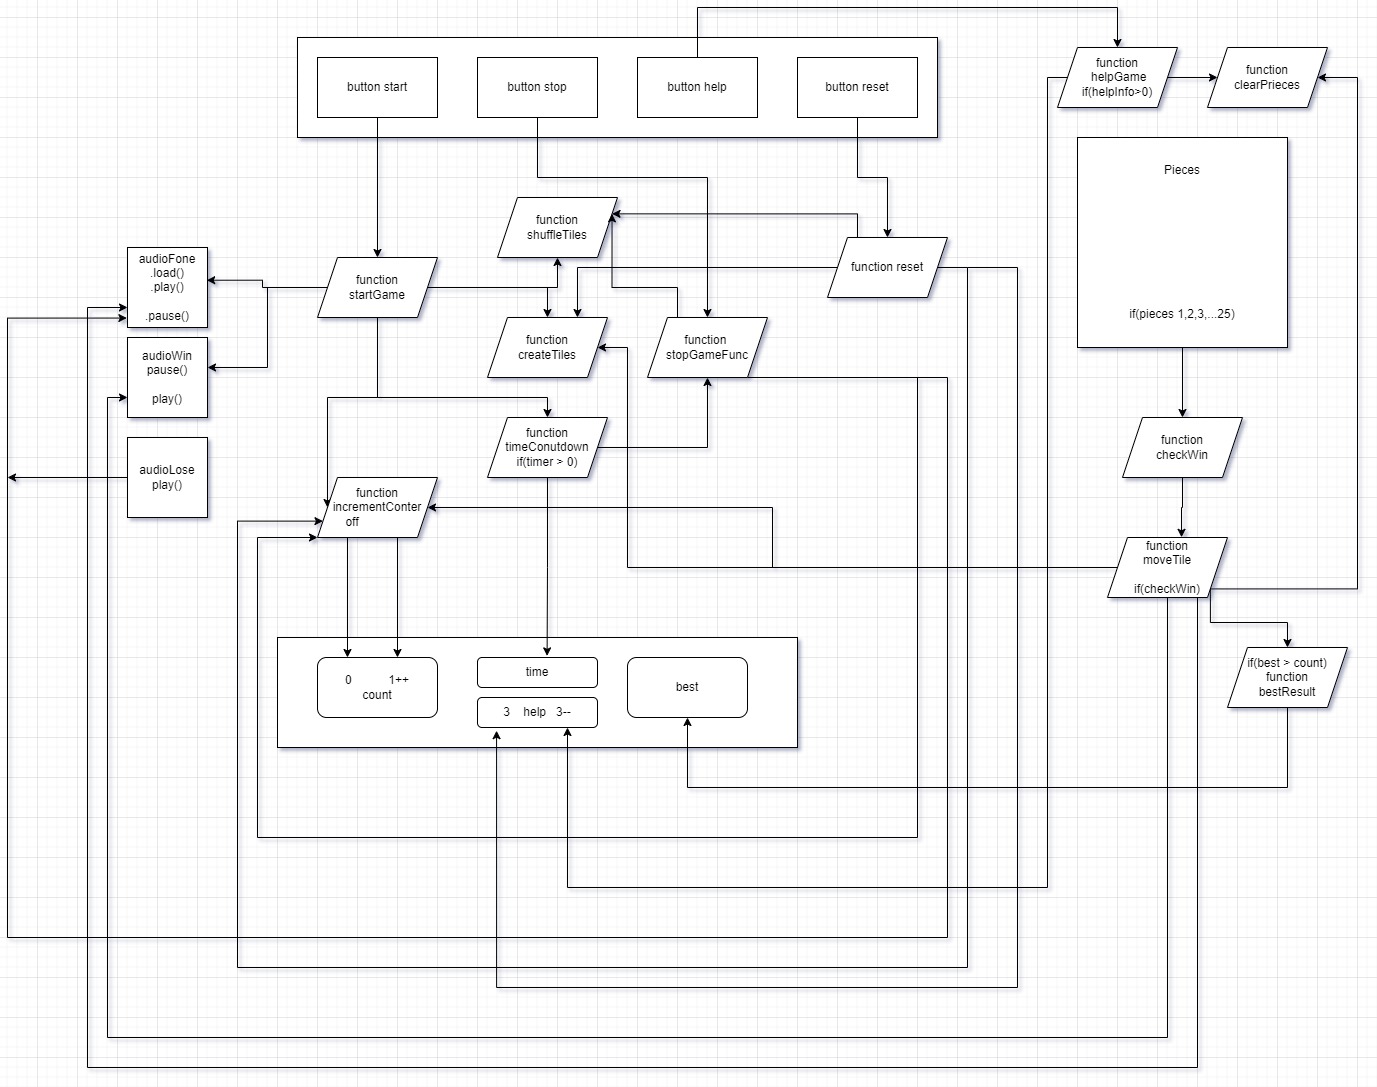 button start
button stop
button help
button reset
function
helpGame
if(helpInfo>0)
function
clearPrieces
Pieces
if(pieces 1,2,3,...25)
function
shuffleTiles
function reset
audioFone
.load()
.play()
.pause()
function
startGame
function
createTiles
function
stopGameFunc
audioWin
pause()
play()
function
timeConutdown
if(timer > 0)
function
checkWin
audioLose
play()
function
incrementConter
off
function
moveTile
if(checkWin)
0 1++
count
time
3 help 3--
best
if(best > count)
function
bestResult